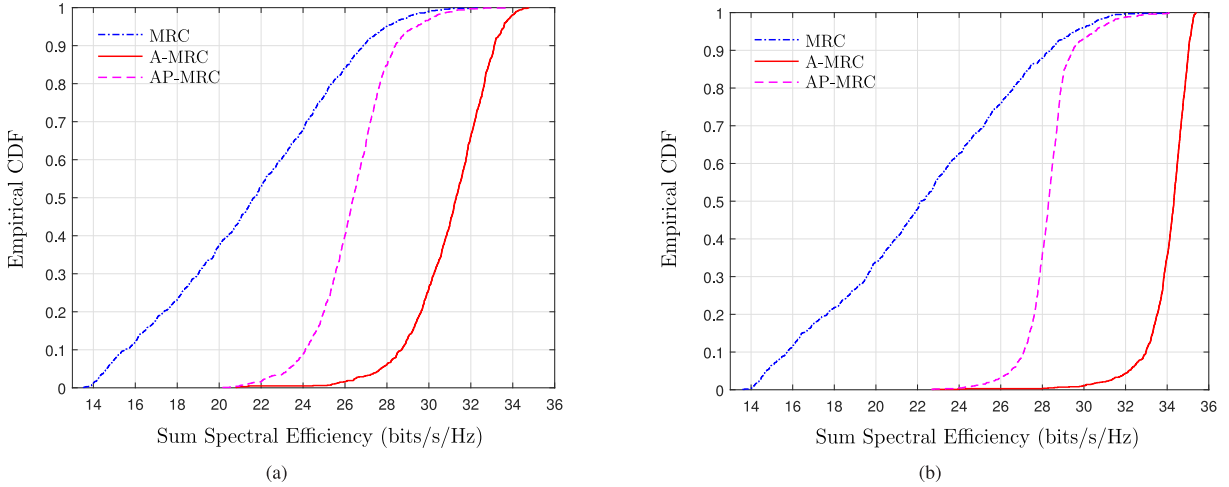 1
0.9
0.8
0.7
0.6
0.5
0.4
0.3
0.2
0.1
0
Empirical CDF
MRC
A-MRC
AP-MRC
14 16 18 20 22 24 26 28 30 32 34 36
Sum Spectral Efficiency (bits/s/Hz)
(a)
1
0.9
0.8
0.7
0.6
0.5
0.4
0.3
0.2
0.1
0
Empirical CDF
MRC
A-MRC
AP-MRC
14 16 18 20 22 24 26 28 30 32 34 36
Sum Spectral Efficiency (bits/s/Hz)
(b)